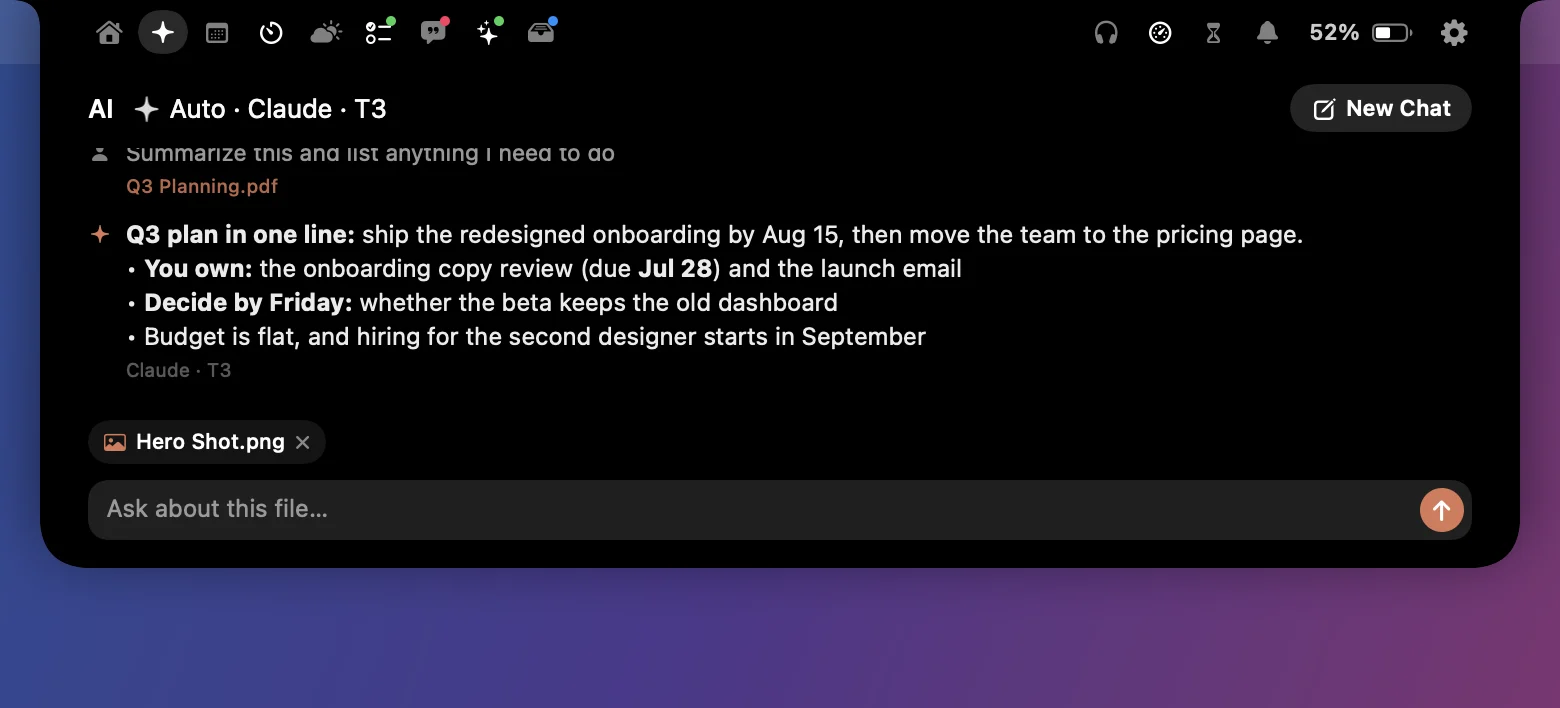 52%
AI Auto · Claude · T3
New Chat
Summarize this and list anything I need to do
Q3 Planning.pdf
Q3 plan in one line: ship the redesigned onboarding by Aug 15, then move the team to the pricing page.
• You own: the onboarding copy review (due Jul 28) and the launch email
• Decide by Friday: whether the beta keeps the old dashboard
• Budget is flat, and hiring for the second designer starts in September
Claude · T3
Hero Shot.png
Ask about this file...